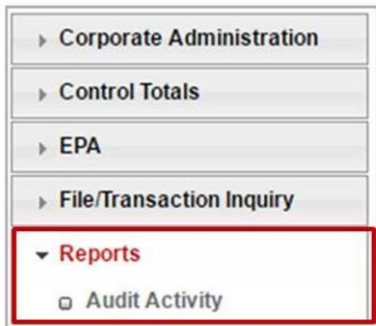 Corporate Administration
Control Totals
EPA
File/Transaction Inquiry
Reports
Audit Activity